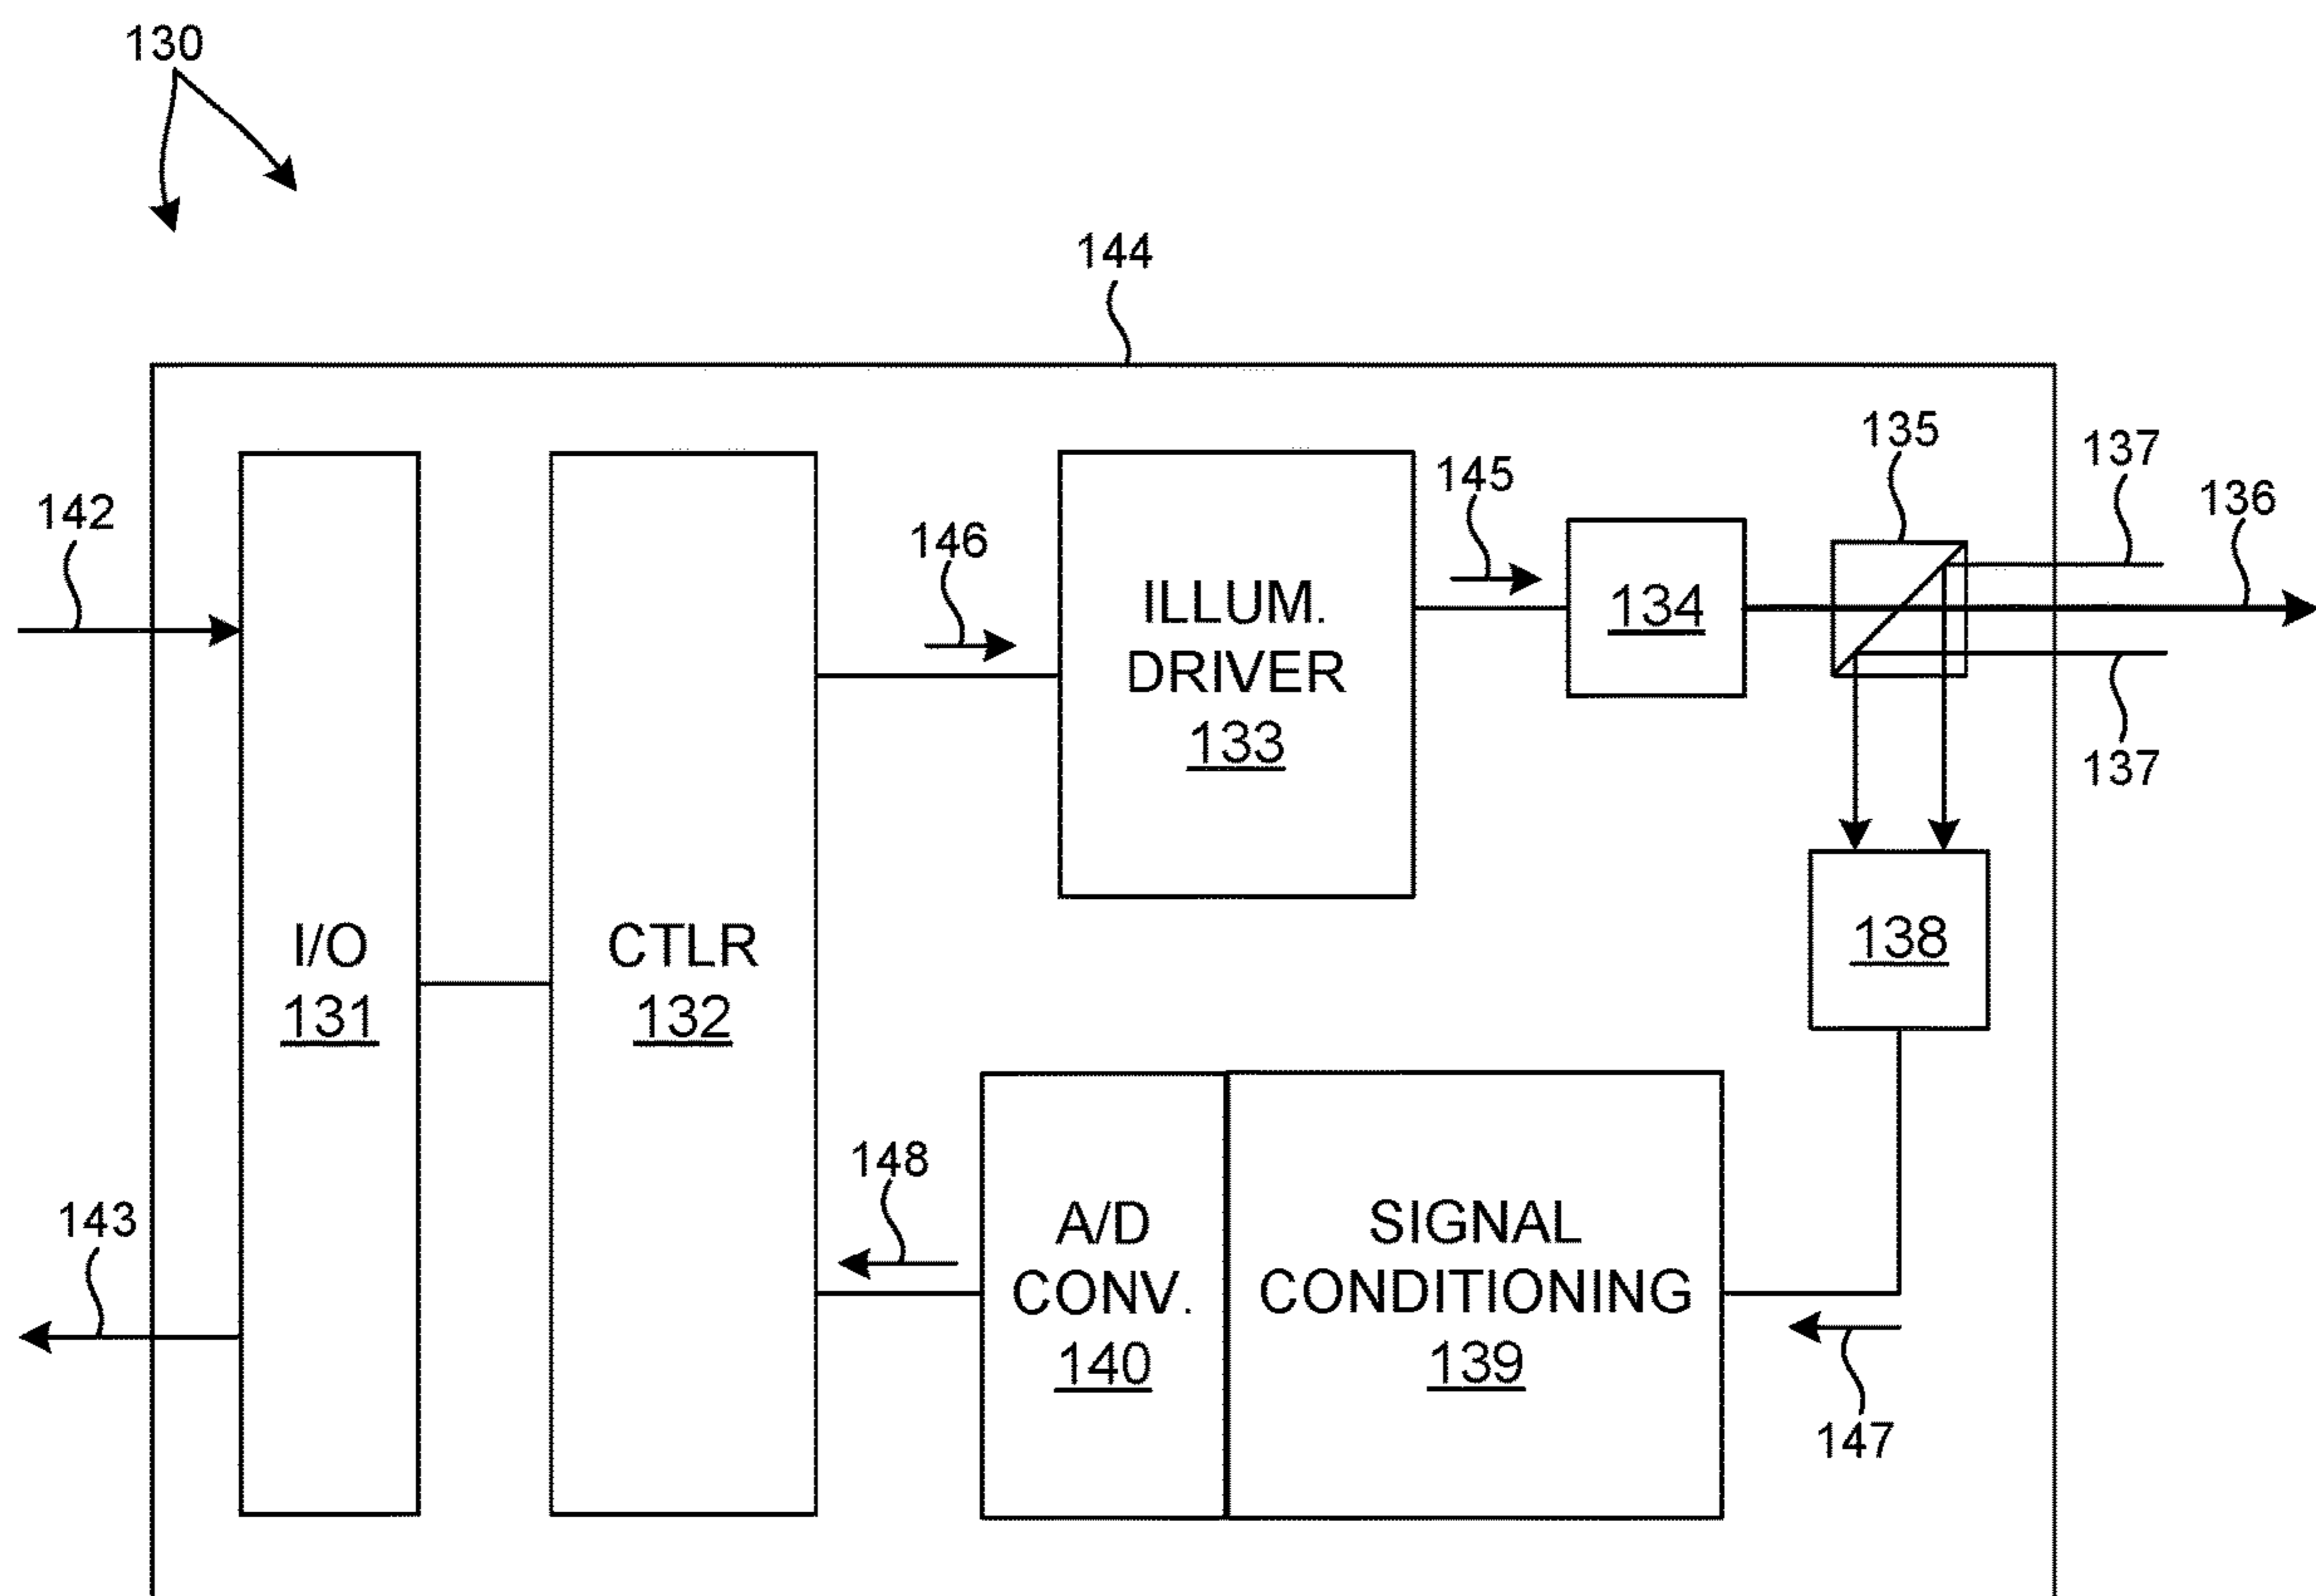 130
144
135
137
142
145
136
146
ILLUM.
DRIVER
133
134
137
I/O
131
CTLR
132
138
148
143
A/D
CONV.
140
SIGNAL
CONDITIONING
139
147